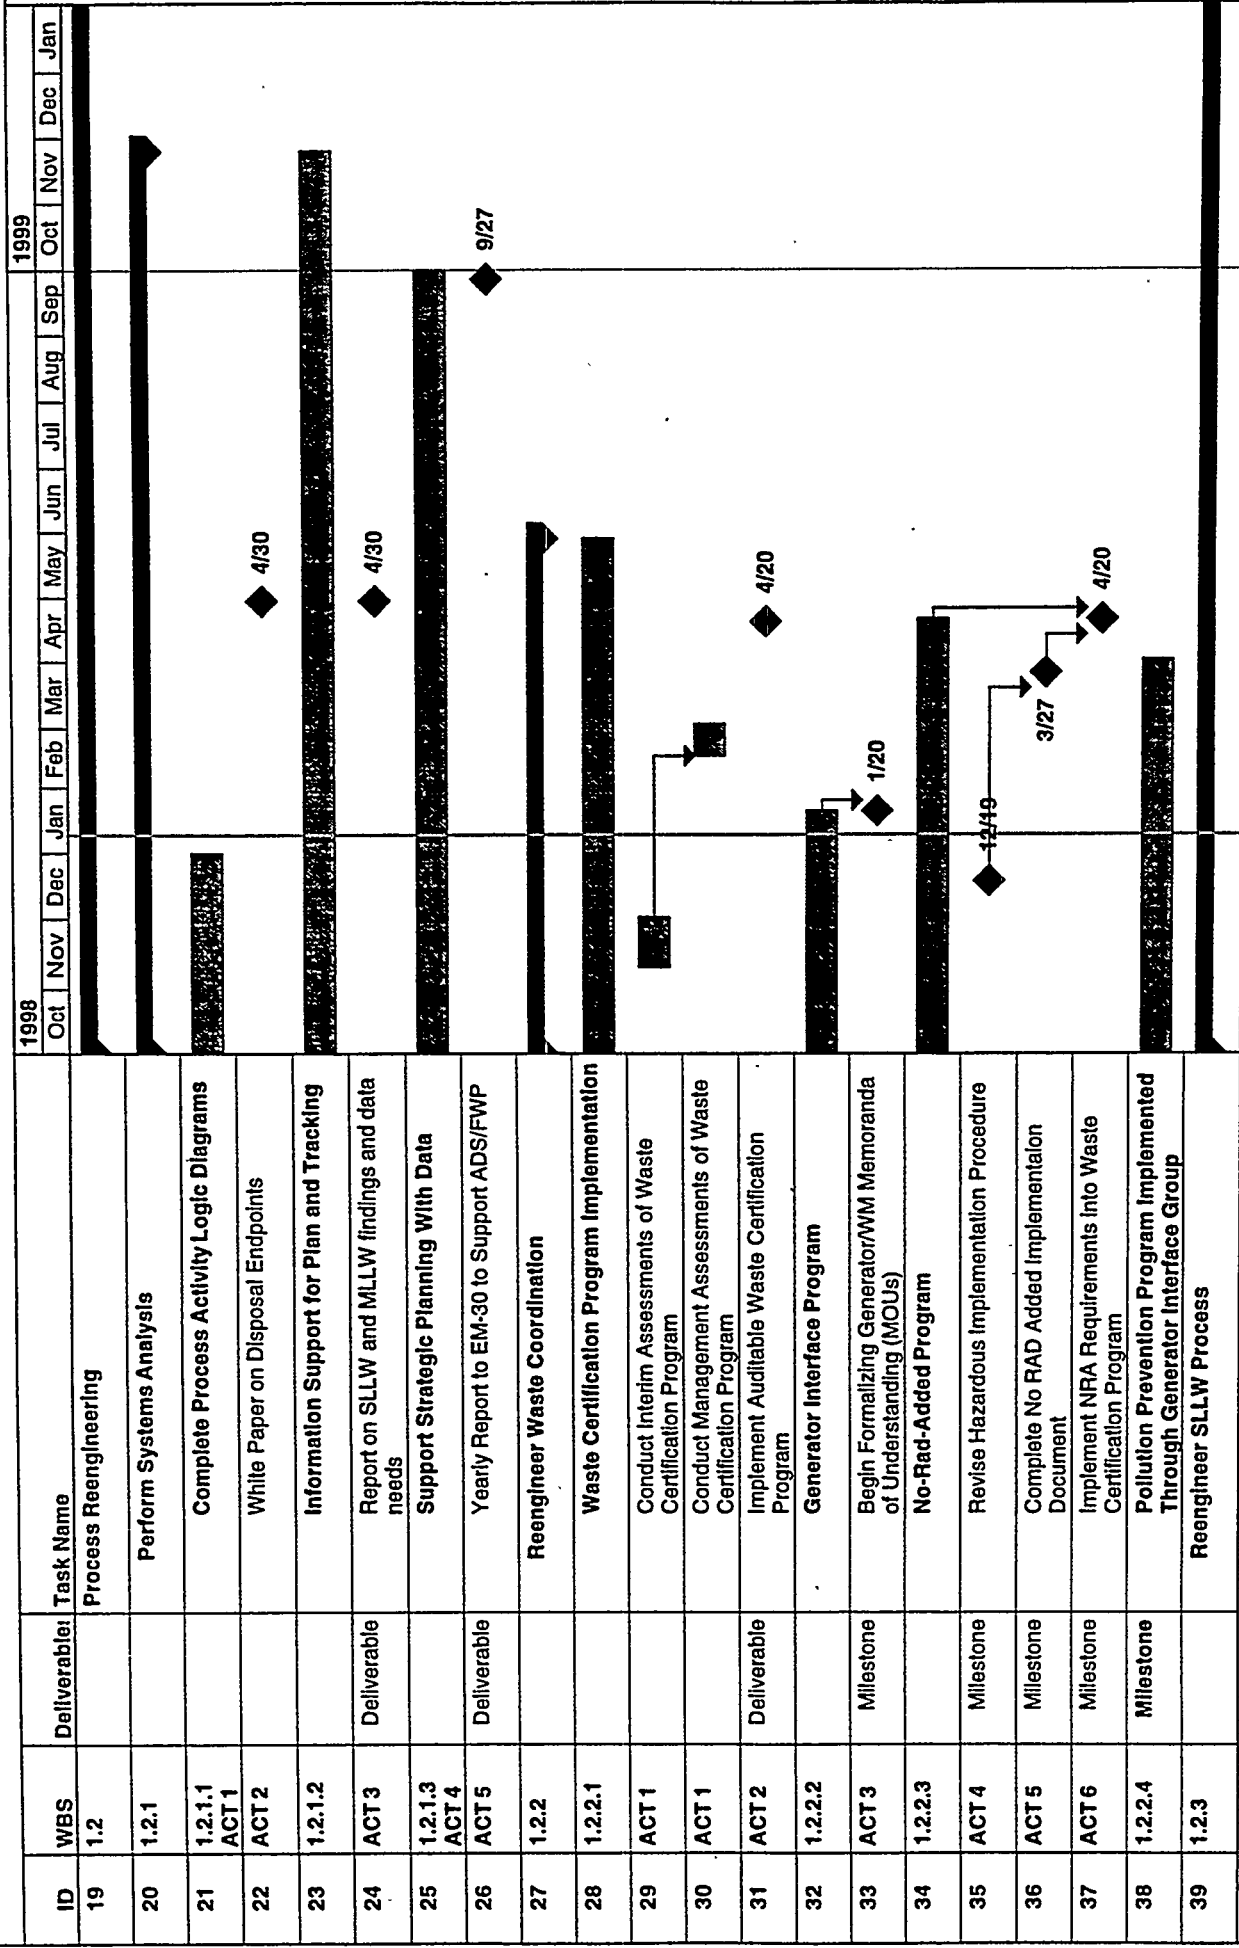 1998 1999
ID WBS Deliverables Task Name Oct Nov Dec Jan Feb Mar Apr May Jun Jul Aug Sep Oct Nov Dec Jan
19 1.2 Process Reengineering
20 1.2.1 Perform Systems Analysis
21 1.2.1.1 Complete Process Activity Logic Diagrams
ACT 1
22 ACT 2 White Paper on Disposal Endpoints 4/30
23 1.2.1.2 Information Support for Plan and Tracking
24 ACT 3 Deliverable Report on SLLW and MLLW findings and data
needs 4/30
25 1.2.1.3 Support Strategic Planning With Data
ACT 4
26 ACT 5 Deliverable Yearly Report to EM-30 to Support ADS/FWP 9/27
27 1.2.2 Reengineer Waste Coordination
28 1.2.2.1 Waste Certification Program Implementation
29 ACT 1 Conduct Interim Assessments of Waste
Certification Program
30 ACT 1 Conduct Management Assessments of Waste
Certification Program
31 ACT 2 Deliverable Implement Auditable Waste Certification
Program 4/20
32 1.2.2.2 Generator Interface Program
33 ACT 3 Milestone Begin Formalizing Generator/WM Memoranda
of Understanding (MOUs) 1/20
34 1.2.2.3 No-Rad-Added Program
35 ACT 4 Milestone Revise Hazardous Implementation Procedure 12/19
36 ACT 5 Milestone Complete No RAD Added Implementaion
Document 3/27
37 ACT 6 Milestone Implement NRA Requirements Into Waste
Certification Program 4/20
38 1.2.2.4 Milestone Pollution Prevention Program Implemented
Through Generator Interface Group
39 1.2.3 Reengineer SLLW Process